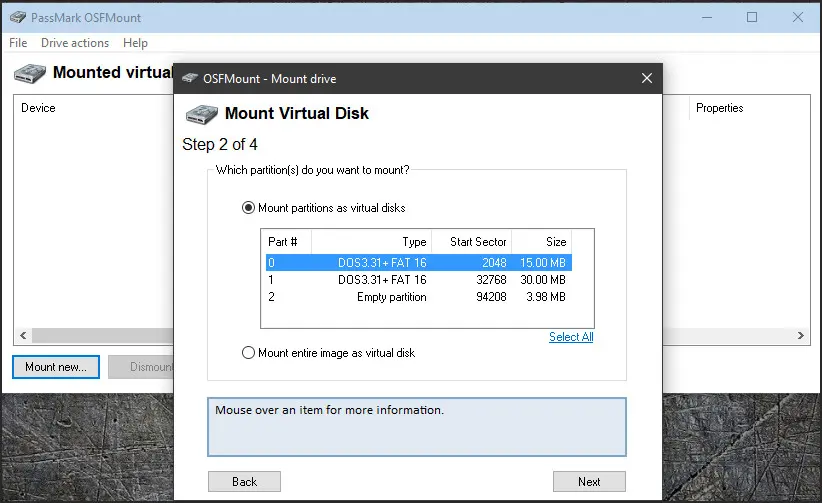 PassMark OSFMount
File Drive actions Help
Mounted virtual
Device Properties
OSFMount - Mount drive
Mount Virtual Disk
Step 2 of 4
Which partition(s) do you want to mount?
Mount partitions as virtual disks
Part # Type Start Sector Size
0 DOS3.31+ FAT 16 2048 15.00 MB
1 DOS3.31+ FAT 16 32768 30.00 MB
2 Empty partition 94208 3.98 MB
Select All
Mount entire image as virtual disk
Mount new... Dismount
Mouse over an item for more information.
Back Next